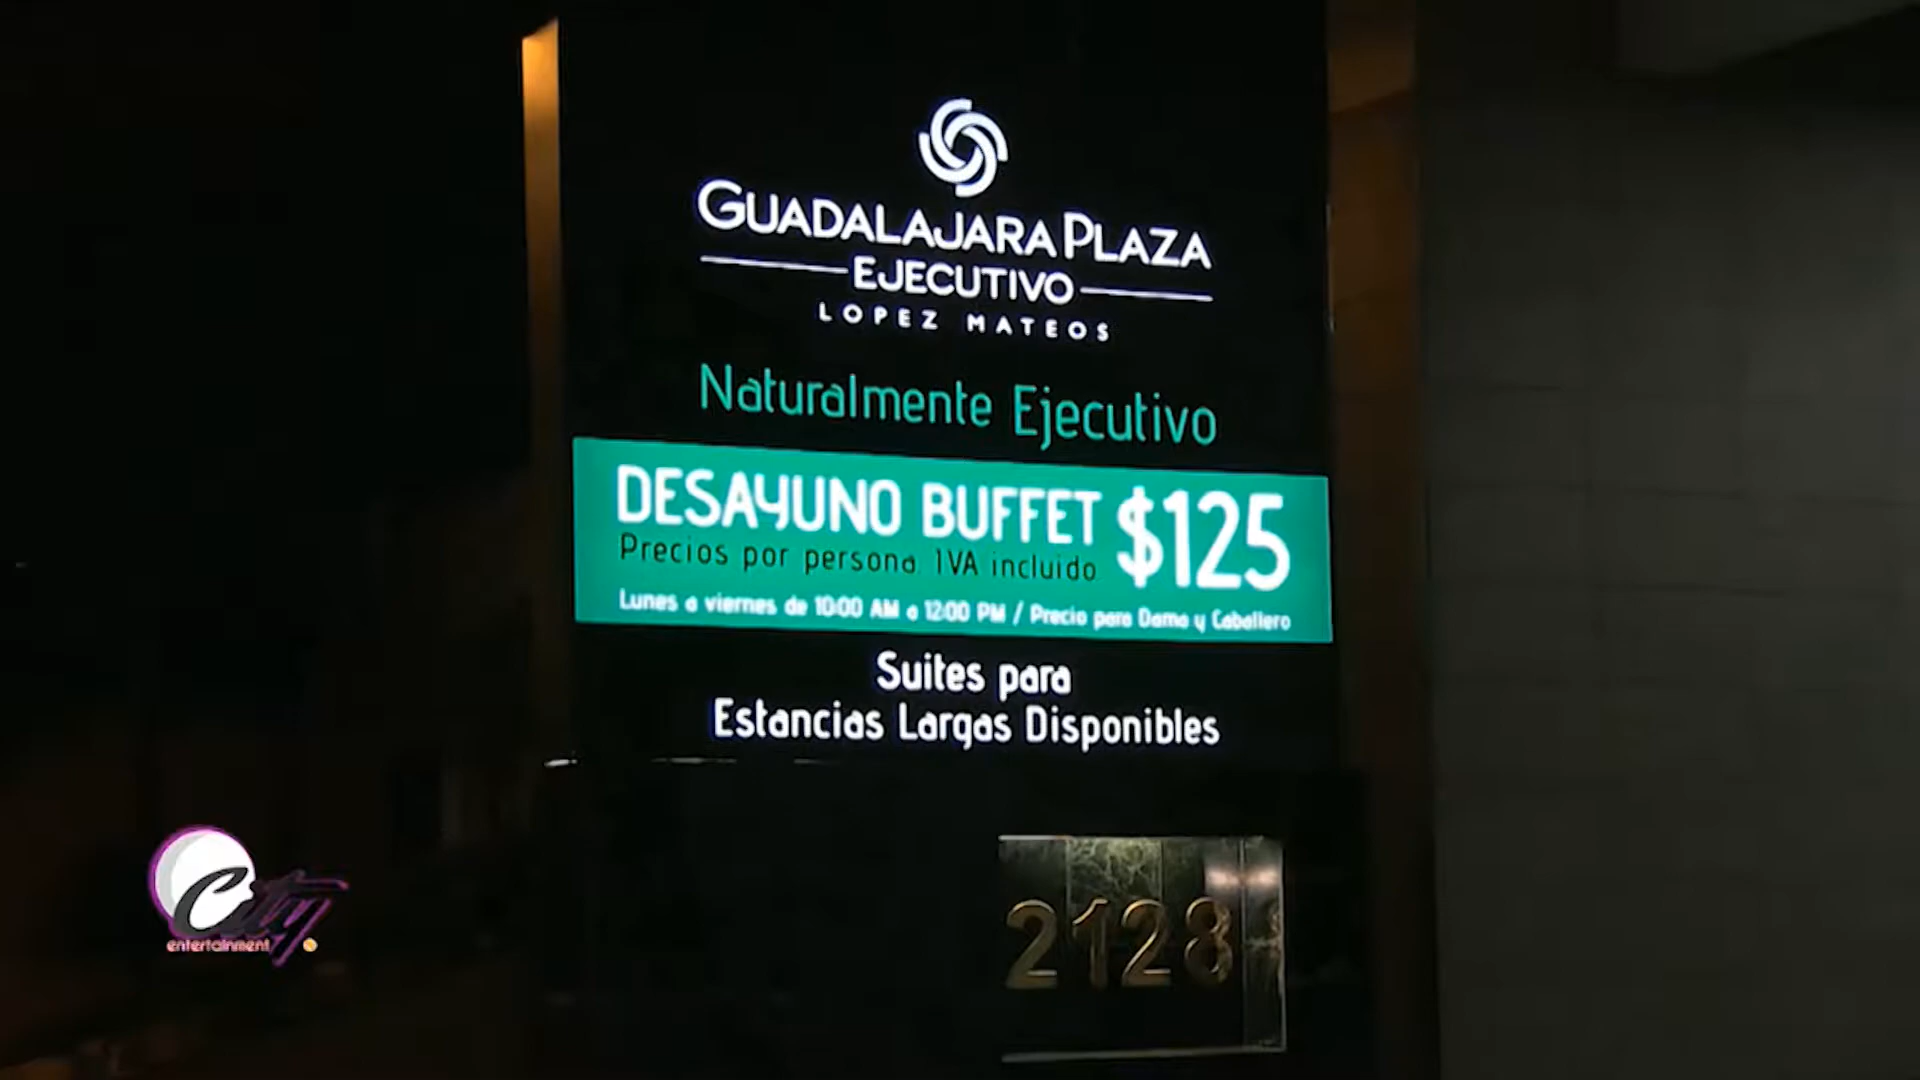 GUADALAJARA PLAZA
EJECUTIVO
LOPEZ MATEOS
Naturalmente Ejecutivo
DESAYUNO BUFFET $125
Precios por persona. IVA incluido
Lunes a viernes de 10:00 AM a 12:00 PM / Precio para Dama y Caballero
Suites para
Estancias Largas Disponibles
2128
City
entertainment